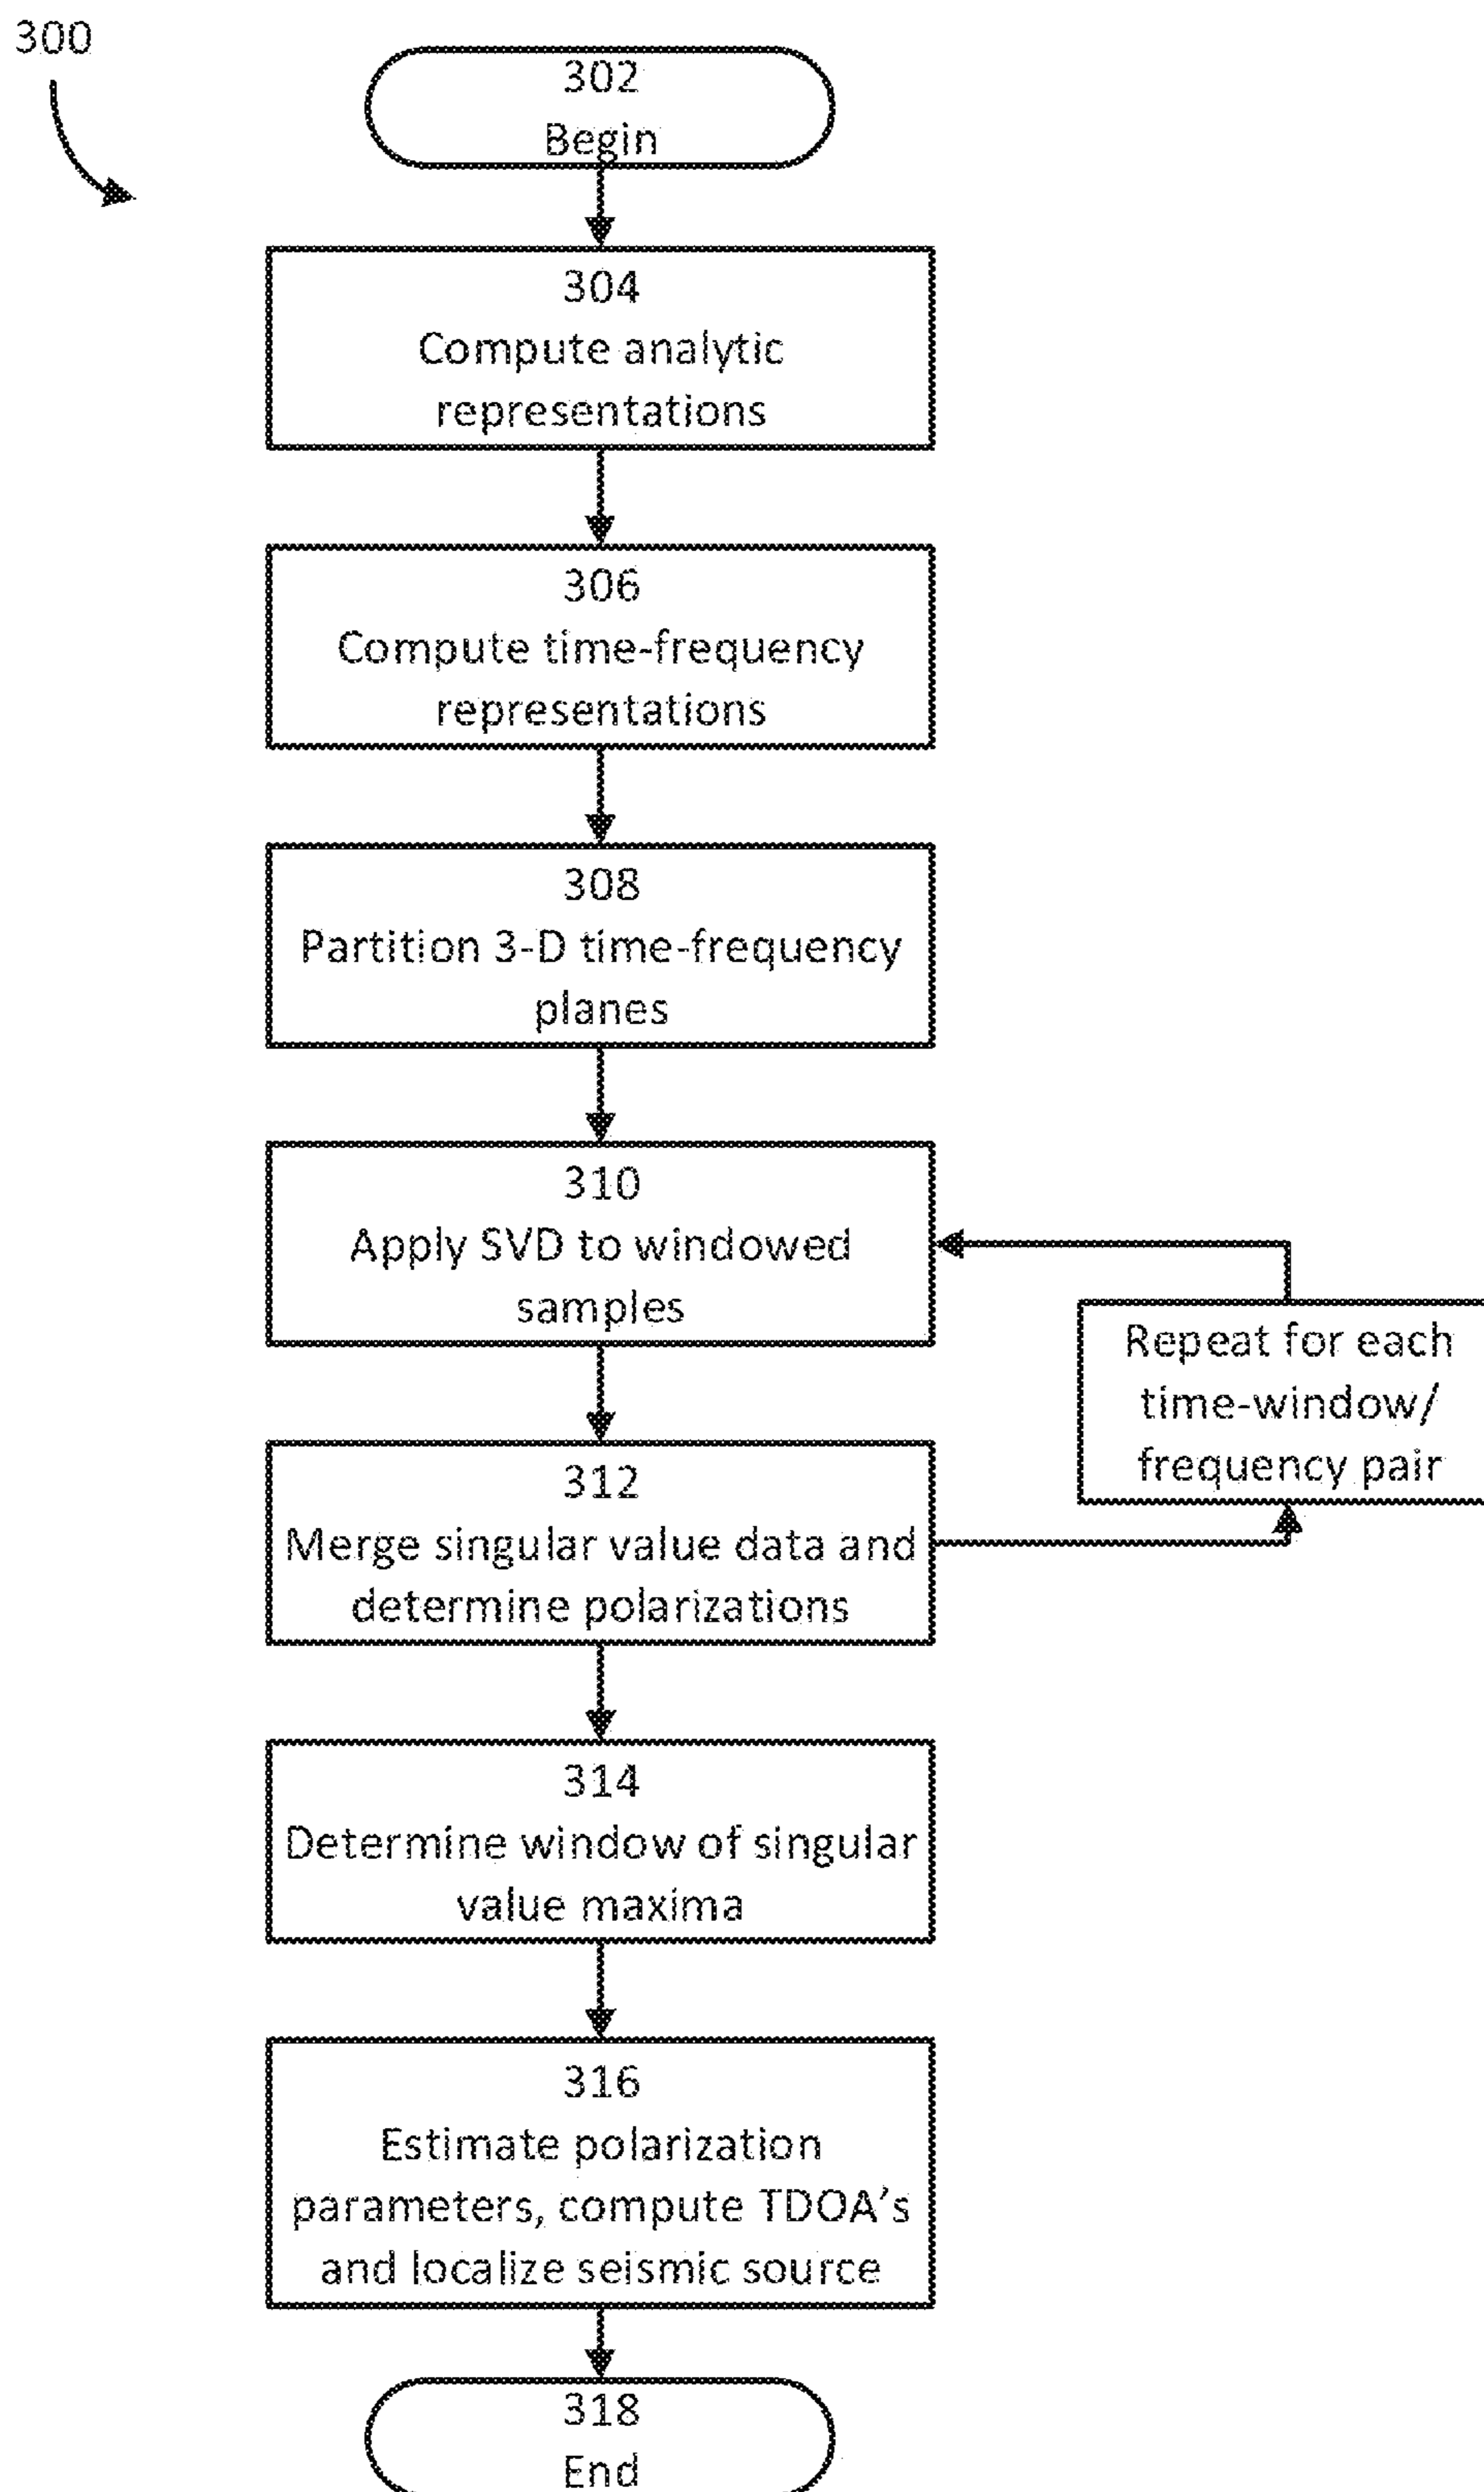 300
302
Begin
304
Compute analytic
representations
306
Compute time-frequency
representations
308
Partition 3-D time-frequency
planes
310
Apply SVD to windowed
samples
Repeat for each
time-window/
frequency pair
312
Merge singular value data and
determine polarizations
314
Determine window of singular
value maxima
316
Estimate polarization
parameters, compute TDOA's
and localize seismic source
318
End